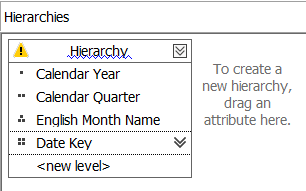 Hierarchies
Hierarchy
Calendar Year
Calendar Quarter
English Month Name
Date Key
<new level>
To create a
new hierarchy,
drag an
attribute here.